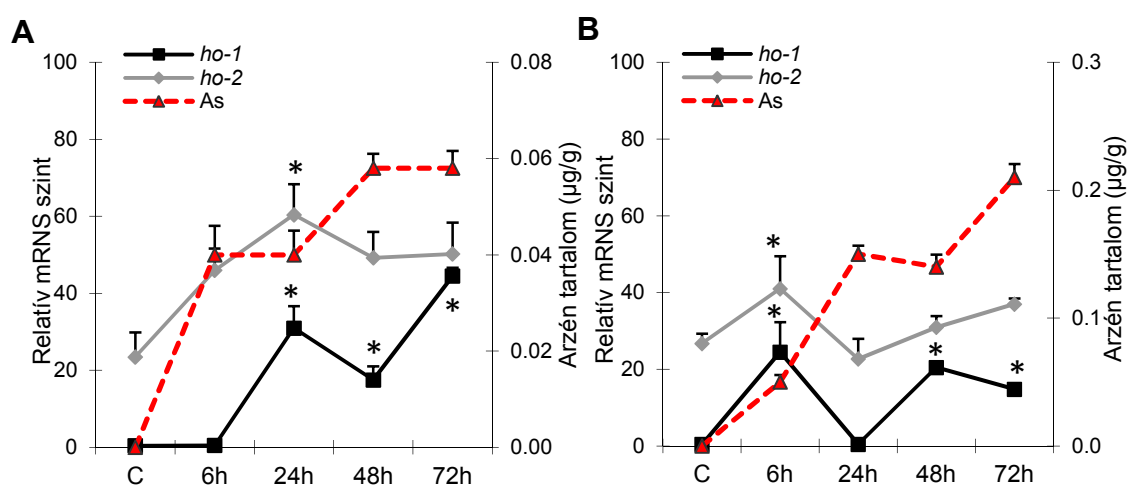 A
ho-1
ho-2
As
Relatív mRNS szint
100
80
60
40
20
0
0.08
0.06
0.04
0.02
0.00
Arzén tartalom (µg/g)
* * * *
C 6h 24h 48h 72h
B
ho-1
ho-2
As
Relatív mRNS szint
100
80
60
40
20
0
0.3
0.2
0.1
0.0
Arzén tartalom (µg/g)
* * * *
C 6h 24h 48h 72h